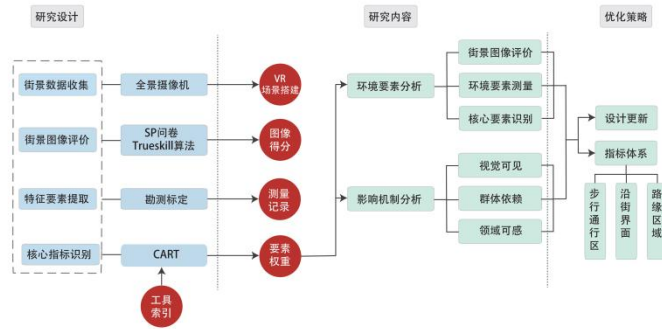 研究设计
研究内容
优化策略
街景数据收集
全景摄像机
VR
场景搭建
街景图像评价
SP问卷
Trueskill算法
图像
得分
特征要素提取
勘测标定
测量
记录
核心指标识别
CART
要素
权重
工具
索引
环境要素分析
街景图像评价
环境要素测量
核心要素识别
影响机制分析
视觉可见
群体依赖
领域可感
设计更新
指标体系
步行通行区
沿街界面
路缘区域